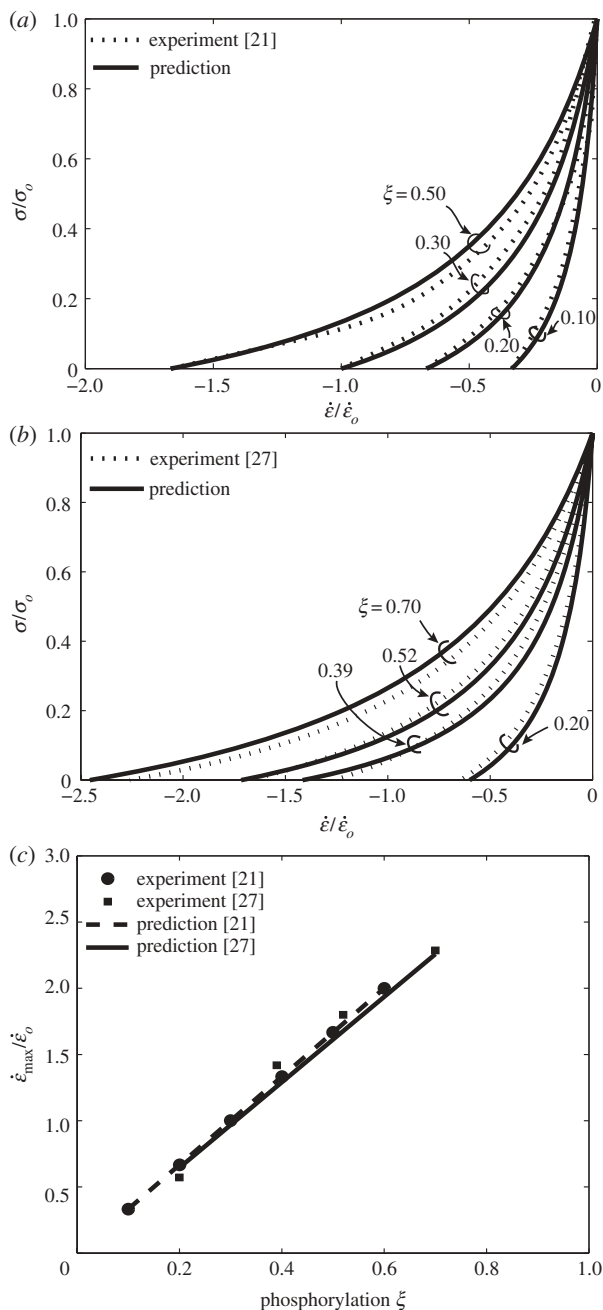 (a)
1.0
0.8
0.6
0.4
0.2
0
σ/σo
experiment [21]
prediction
ξ = 0.50
0.30
0.20
0.10
−2.0 −1.5 −1.0 −0.5 0
ε̇/ε̇o
(b)
1.0
0.8
0.6
0.4
0.2
0
σ/σo
experiment [27]
prediction
ξ = 0.70
0.52
0.39
0.20
−2.5 −2.0 −1.5 −1.0 −0.5 0
ε̇/ε̇o
(c)
3.0
2.5
2.0
1.5
1.0
0.5
ε̇max/ε̇o
experiment [21]
experiment [27]
prediction [21]
prediction [27]
0 0.2 0.4 0.6 0.8 1.0
phosphorylation ξ